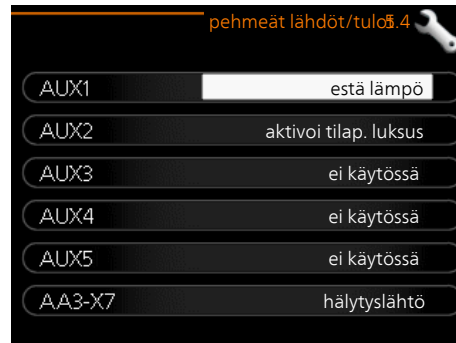 pehmeät lähdöt/tulot 5.4
AUX1 estä lämpö
AUX2 aktivoi tilap. luksus
AUX3 ei käytössä
AUX4 ei käytössä
AUX5 ei käytössä
AA3-X7 hälytyslähtö